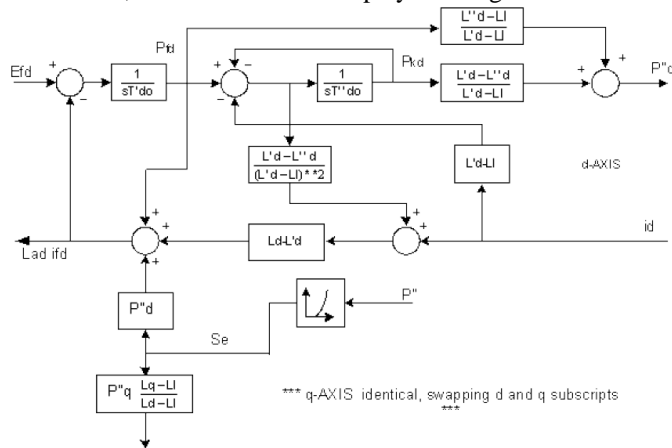 L''d-Ll
L'd-Ll
Efd
+
−
1
sT'do
Pfd
+
−
−
1
sT''do
Pkd
L'd-L''d
L'd-Ll
+
+
P''d
L'd-L''d
(L'd-Ll)**2
L'd-Ll
d-AXIS
+
+
+
+
Lad ifd
Ld-L'd
+
+
id
P''d
Se
P''
P''q
Lq-Ll
Ld-Ll
*** q-AXIS identical, swapping d and q subscripts
***